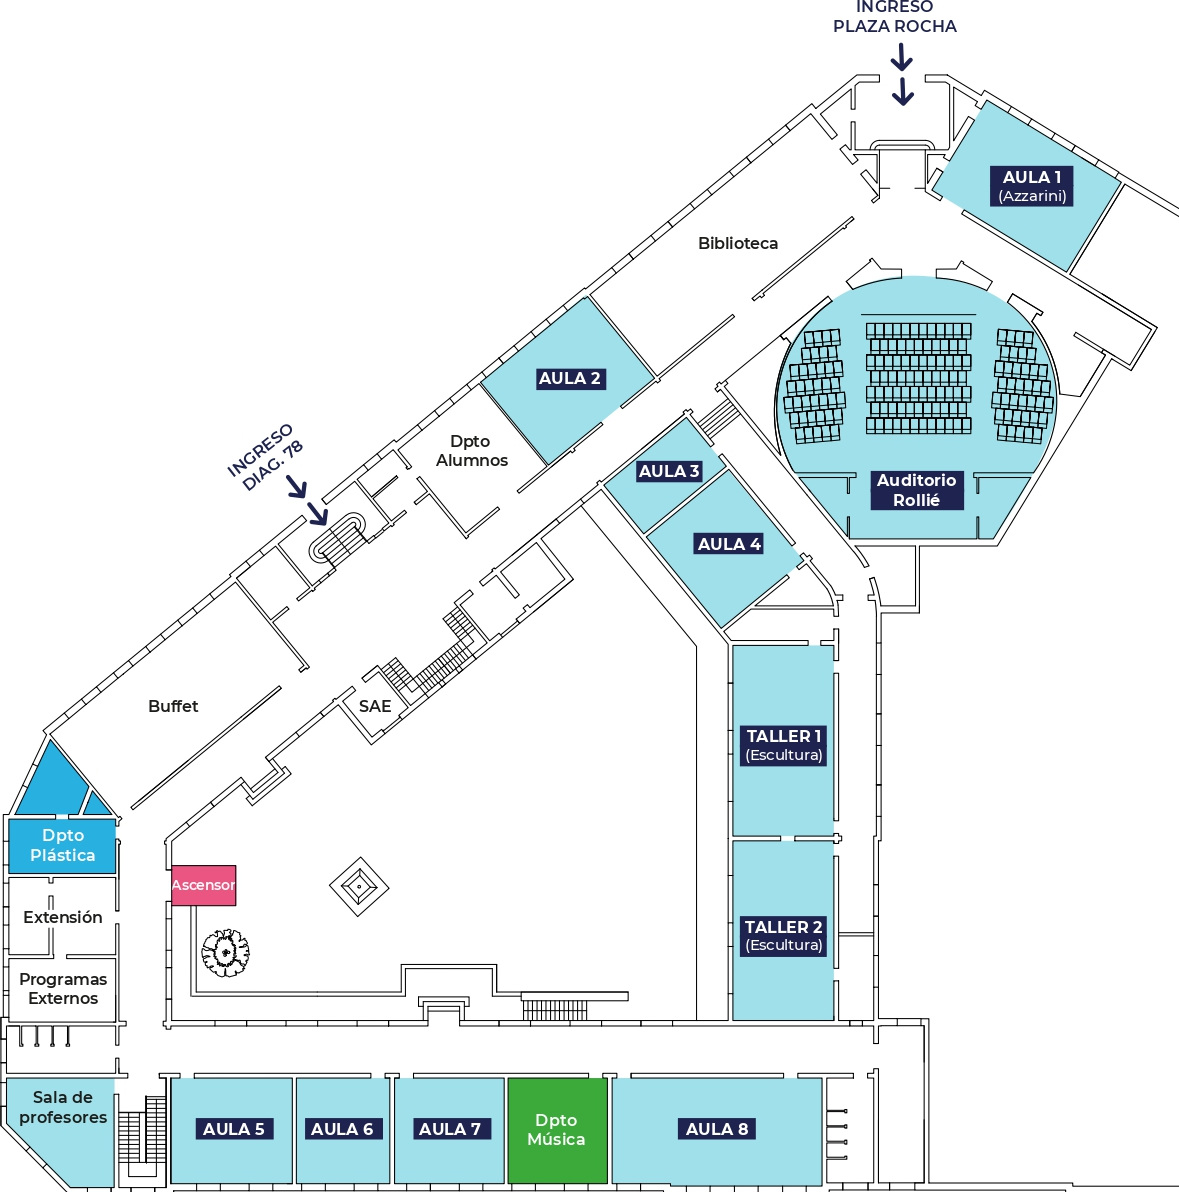 INGRESO
PLAZA ROCHA
AULA 1
(Azzarini)
Biblioteca
AULA 2
INGRESO
DIAG. 78
Dpto
Alumnos
AULA 3
Auditorio
Rollié
AULA 4
Buffet
SAE
TALLER 1
(Escultura)
Dpto
Plástica
Ascensor
Extensión
TALLER 2
(Escultura)
Programas
Externos
Sala de
profesores
AULA 5
AULA 6
AULA 7
Dpto
Música
AULA 8